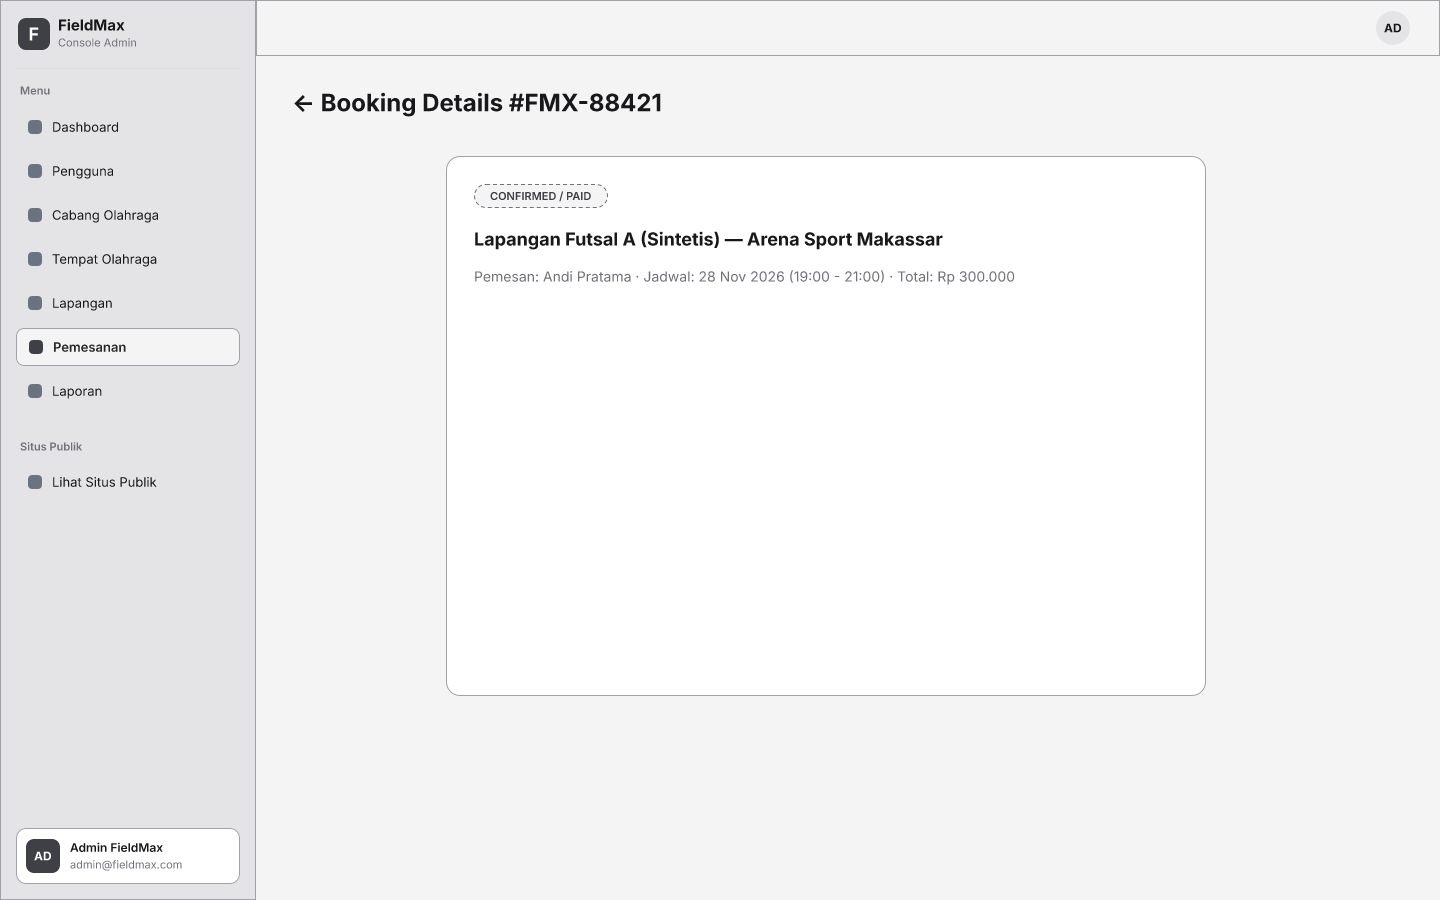 F
FieldMax
Console Admin
AD
Menu
Dashboard
Pengguna
Cabang Olahraga
Tempat Olahraga
Lapangan
Pemesanan
Laporan
Situs Publik
Lihat Situs Publik
AD
Admin FieldMax
admin@fieldmax.com
← Booking Details #FMX-88421
CONFIRMED / PAID
Lapangan Futsal A (Sintetis) — Arena Sport Makassar
Pemesan: Andi Pratama · Jadwal: 28 Nov 2026 (19:00 - 21:00) · Total: Rp 300.000